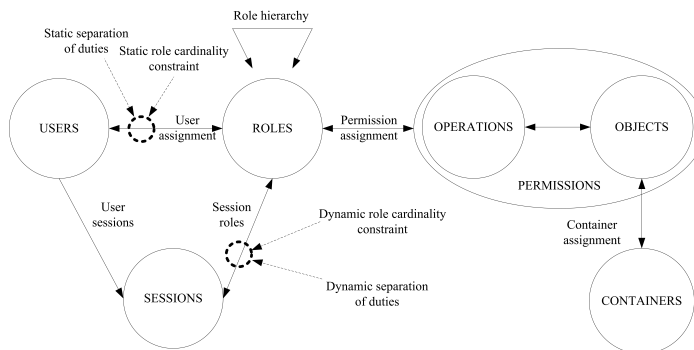 Role hierarchy
Static separation
of duties
Static role cardinality
constraint
USERS
User
assignment
ROLES
Permission
assignment
OPERATIONS
OBJECTS
PERMISSIONS
User
sessions
Session
roles
Dynamic role cardinality
constraint
Container
assignment
Dynamic separation
of duties
SESSIONS
CONTAINERS